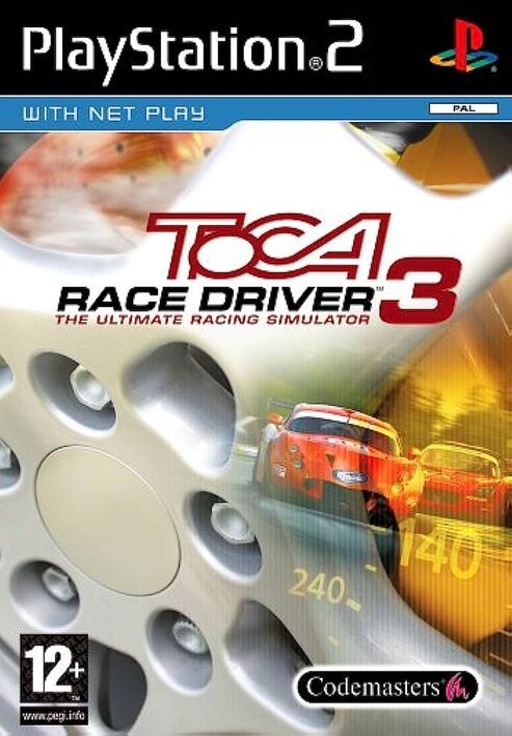 PlayStation®2
WITH NET PLAY
PAL
TOCA
RACE DRIVER™ 3
THE ULTIMATE RACING SIMULATOR
140
240
12+
™
www.pegi.info
Codemasters